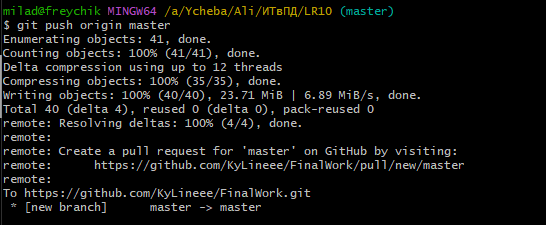 milad@freychik MINGW64 /a/Ycheba/Ali/ИТвПД/LR10 (master)
$ git push origin master
Enumerating objects: 41, done.
Counting objects: 100% (41/41), done.
Delta compression using up to 12 threads
Compressing objects: 100% (35/35), done.
Writing objects: 100% (40/40), 23.71 MiB | 6.89 MiB/s, done.
Total 40 (delta 4), reused 0 (delta 0), pack-reused 0
remote: Resolving deltas: 100% (4/4), done.
remote:
remote: Create a pull request for 'master' on GitHub by visiting:
remote:      https://github.com/KyLineee/FinalWork/pull/new/master
remote:
To https://github.com/KyLineee/FinalWork.git
 * [new branch]      master -> master